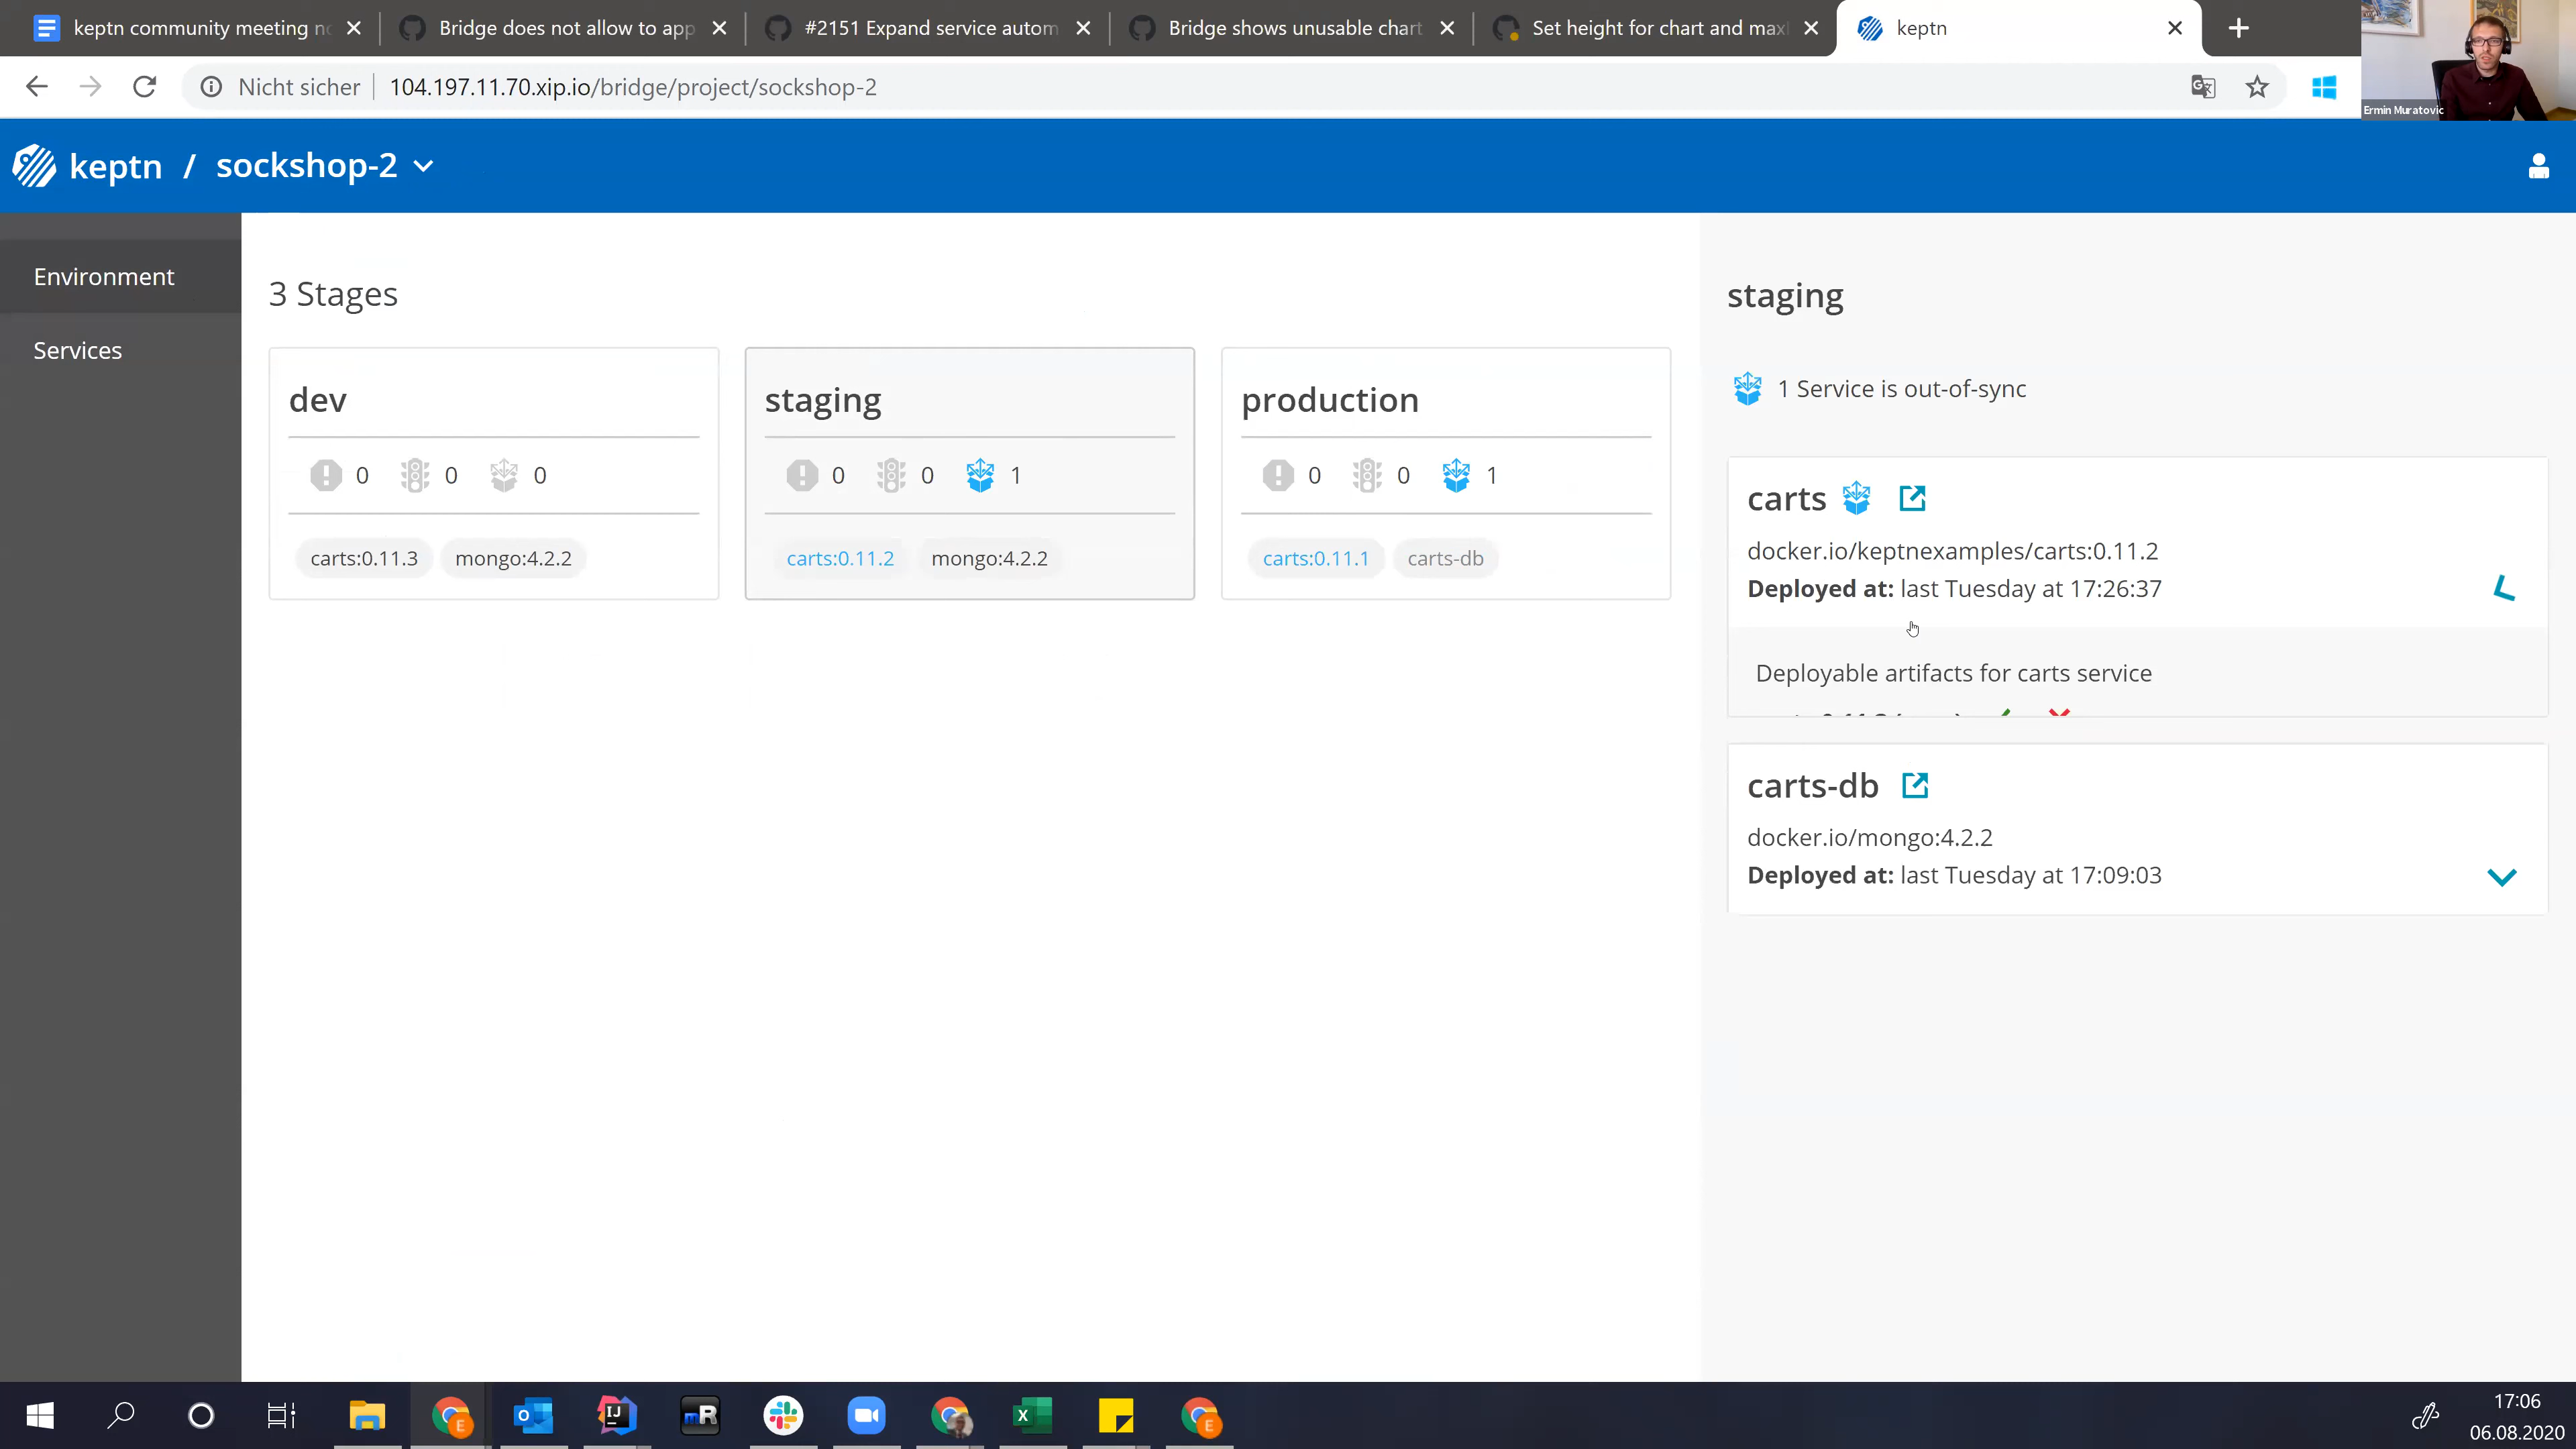 keptn community meeting no
Bridge does not allow to app
#2151 Expand service autom
Bridge shows unusable chart
Set height for chart and maxi
keptn
Nicht sicher
104.197.11.70.xip.io/bridge/project/sockshop-2
Ermin Muratovic
keptn / sockshop-2
Environment
Services
3 Stages
dev
0 0 0
carts:0.11.3 mongo:4.2.2
staging
0 0 1
carts:0.11.2 mongo:4.2.2
production
0 0 1
carts:0.11.1 carts-db
staging
1 Service is out-of-sync
carts
docker.io/keptnexamples/carts:0.11.2
Deployed at: last Tuesday at 17:26:37
Deployable artifacts for carts service
carts-db
docker.io/mongo:4.2.2
Deployed at: last Tuesday at 17:09:03
17:06
06.08.2020